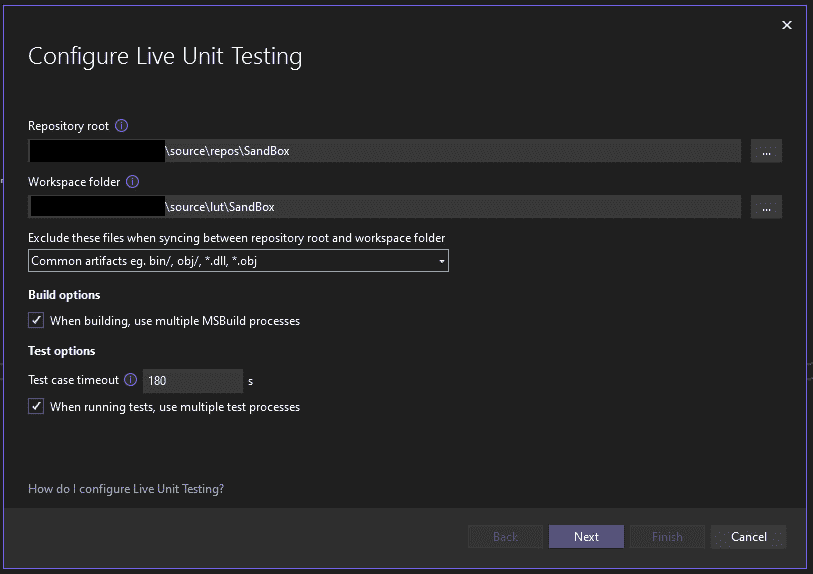 Configure Live Unit Testing
Repository root
\source\repos\SandBox
...
Workspace folder
\source\lut\SandBox
...
Exclude these files when syncing between repository root and workspace folder
Common artifacts eg. bin/, obj/, *.dll, *.obj
Build options
When building, use multiple MSBuild processes
Test options
Test case timeout 180 s
When running tests, use multiple test processes
How do I configure Live Unit Testing?
Back Next Finish Cancel